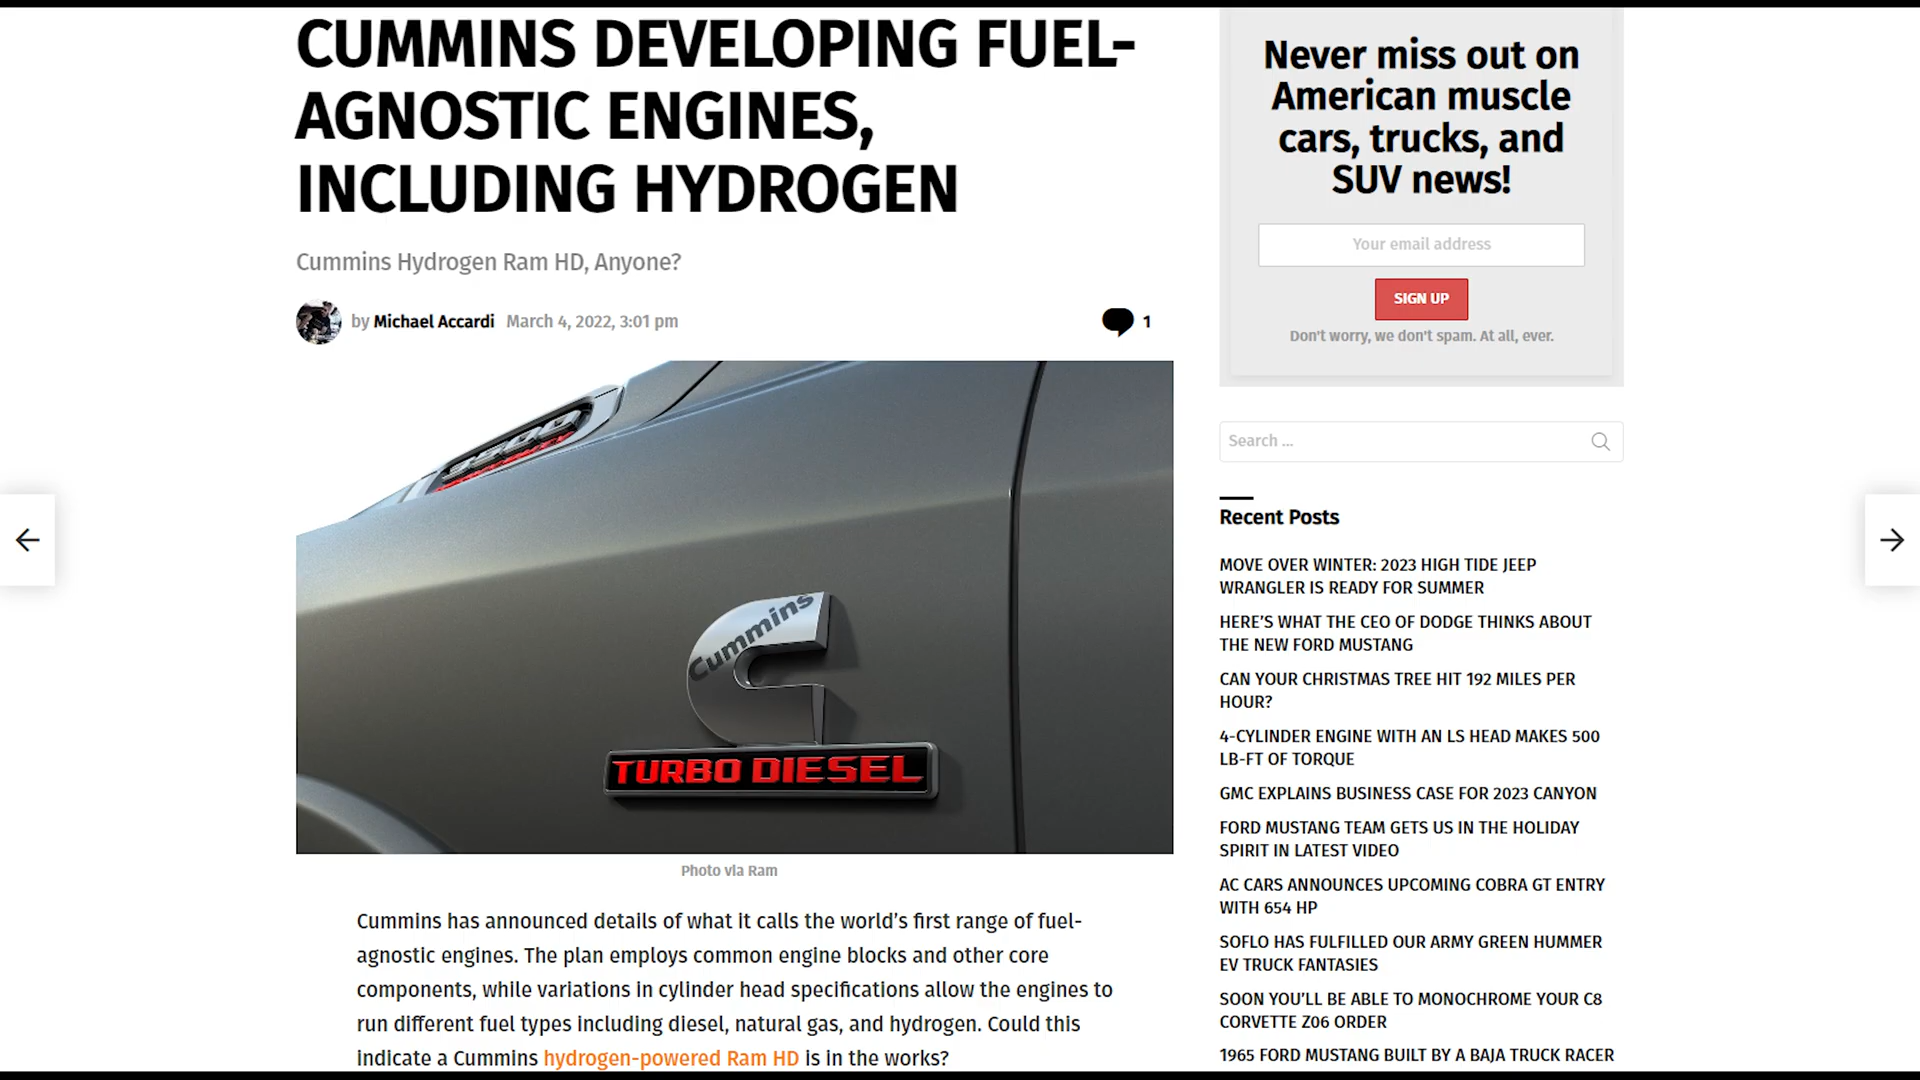 CUMMINS DEVELOPING FUEL-
AGNOSTIC ENGINES,
INCLUDING HYDROGEN
Cummins Hydrogen Ram HD, Anyone?
by Michael Accardi March 4, 2022, 3:01 pm
1
Cummins
TURBO DIESEL
Photo via Ram
Cummins has announced details of what it calls the world’s first range of fuel-
agnostic engines. The plan employs common engine blocks and other core
components, while variations in cylinder head specifications allow the engines to
run different fuel types including diesel, natural gas, and hydrogen. Could this
indicate a Cummins hydrogen-powered Ram HD is in the works?
Never miss out on
American muscle
cars, trucks, and
SUV news!
Your email address
SIGN UP
Don't worry, we don't spam. At all, ever.
Search ...
Recent Posts
MOVE OVER WINTER: 2023 HIGH TIDE JEEP
WRANGLER IS READY FOR SUMMER
HERE’S WHAT THE CEO OF DODGE THINKS ABOUT
THE NEW FORD MUSTANG
CAN YOUR CHRISTMAS TREE HIT 192 MILES PER
HOUR?
4-CYLINDER ENGINE WITH AN LS HEAD MAKES 500
LB-FT OF TORQUE
GMC EXPLAINS BUSINESS CASE FOR 2023 CANYON
FORD MUSTANG TEAM GETS US IN THE HOLIDAY
SPIRIT IN LATEST VIDEO
AC CARS ANNOUNCES UPCOMING COBRA GT ENTRY
WITH 654 HP
SOFLO HAS FULFILLED OUR ARMY GREEN HUMMER
EV TRUCK FANTASIES
SOON YOU’LL BE ABLE TO MONOCHROME YOUR C8
CORVETTE Z06 ORDER
1965 FORD MUSTANG BUILT BY A BAJA TRUCK RACER